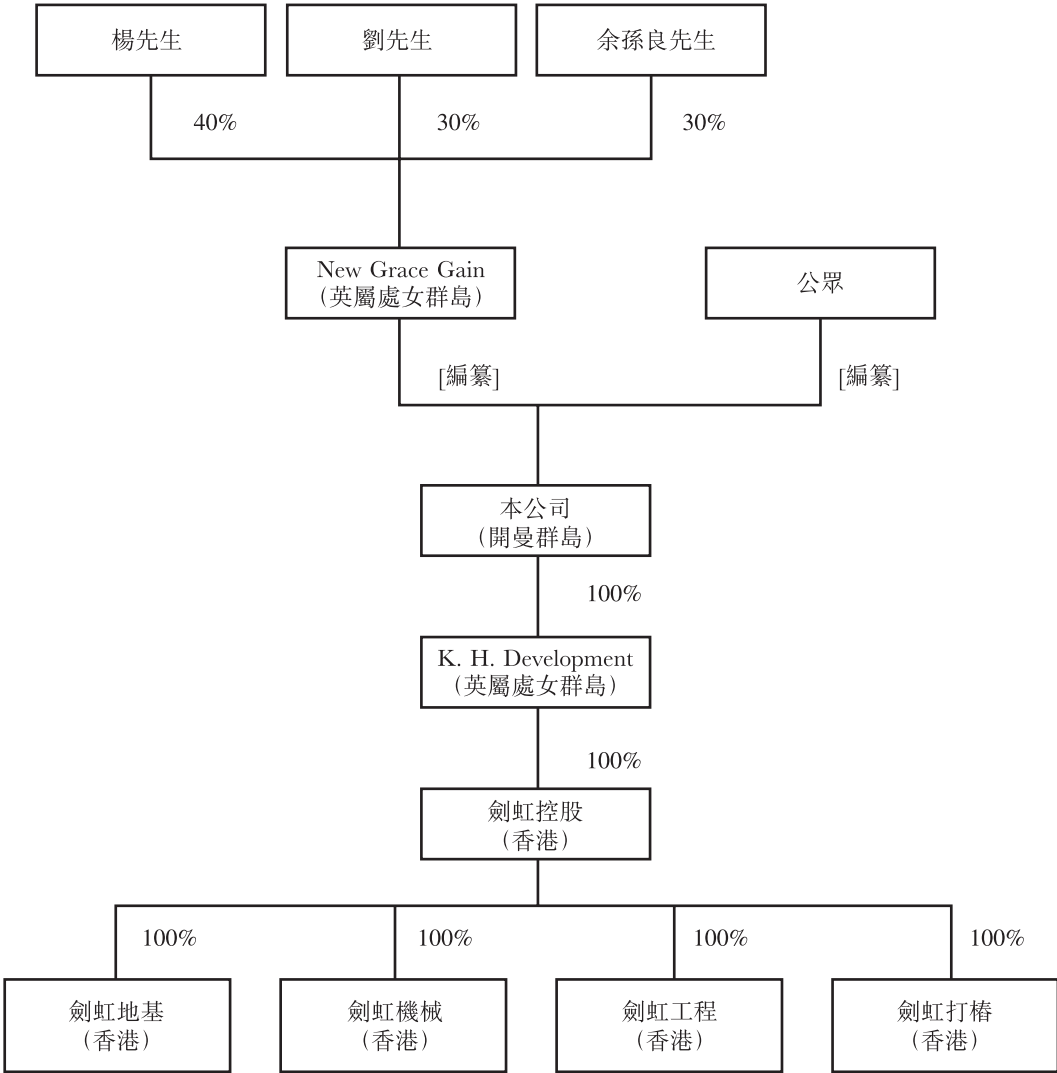 楊先生
劉先生
余孫良先生
40%
30%
30%
New Grace Gain
(英屬處女群島)
公眾
[編纂]
[編纂]
本公司
(開曼群島)
100%
K. H. Development
(英屬處女群島)
100%
劍虹控股
(香港)
100%
100%
100%
100%
劍虹地基
(香港)
劍虹機械
(香港)
劍虹工程
(香港)
劍虹打樁
(香港)